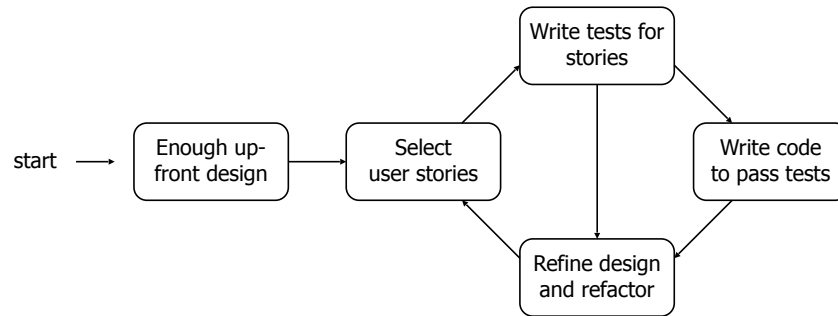 start
Enough up-
front design
Select
user stories
Write tests for
stories
Write code
to pass tests
Refine design
and refactor